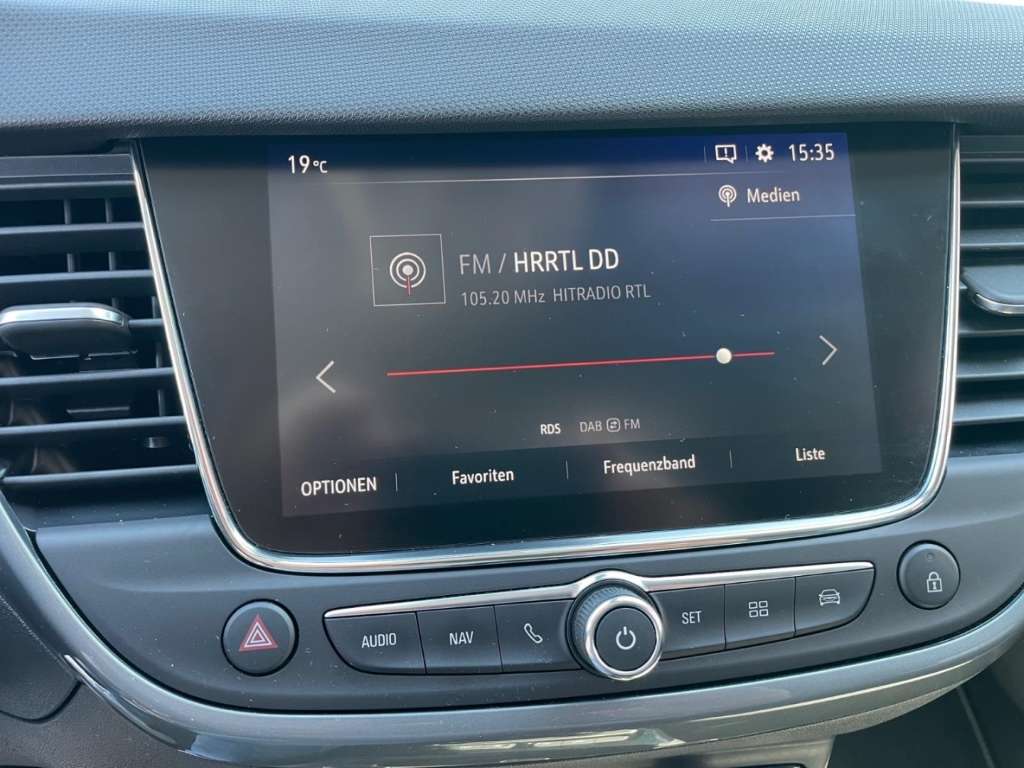 19°C
15:35
Medien
FM / HRRTL DD
105.20 MHz HITRADIO RTL
RDS DAB FM
OPTIONEN Favoriten Frequenzband Liste
AUDIO NAV SET